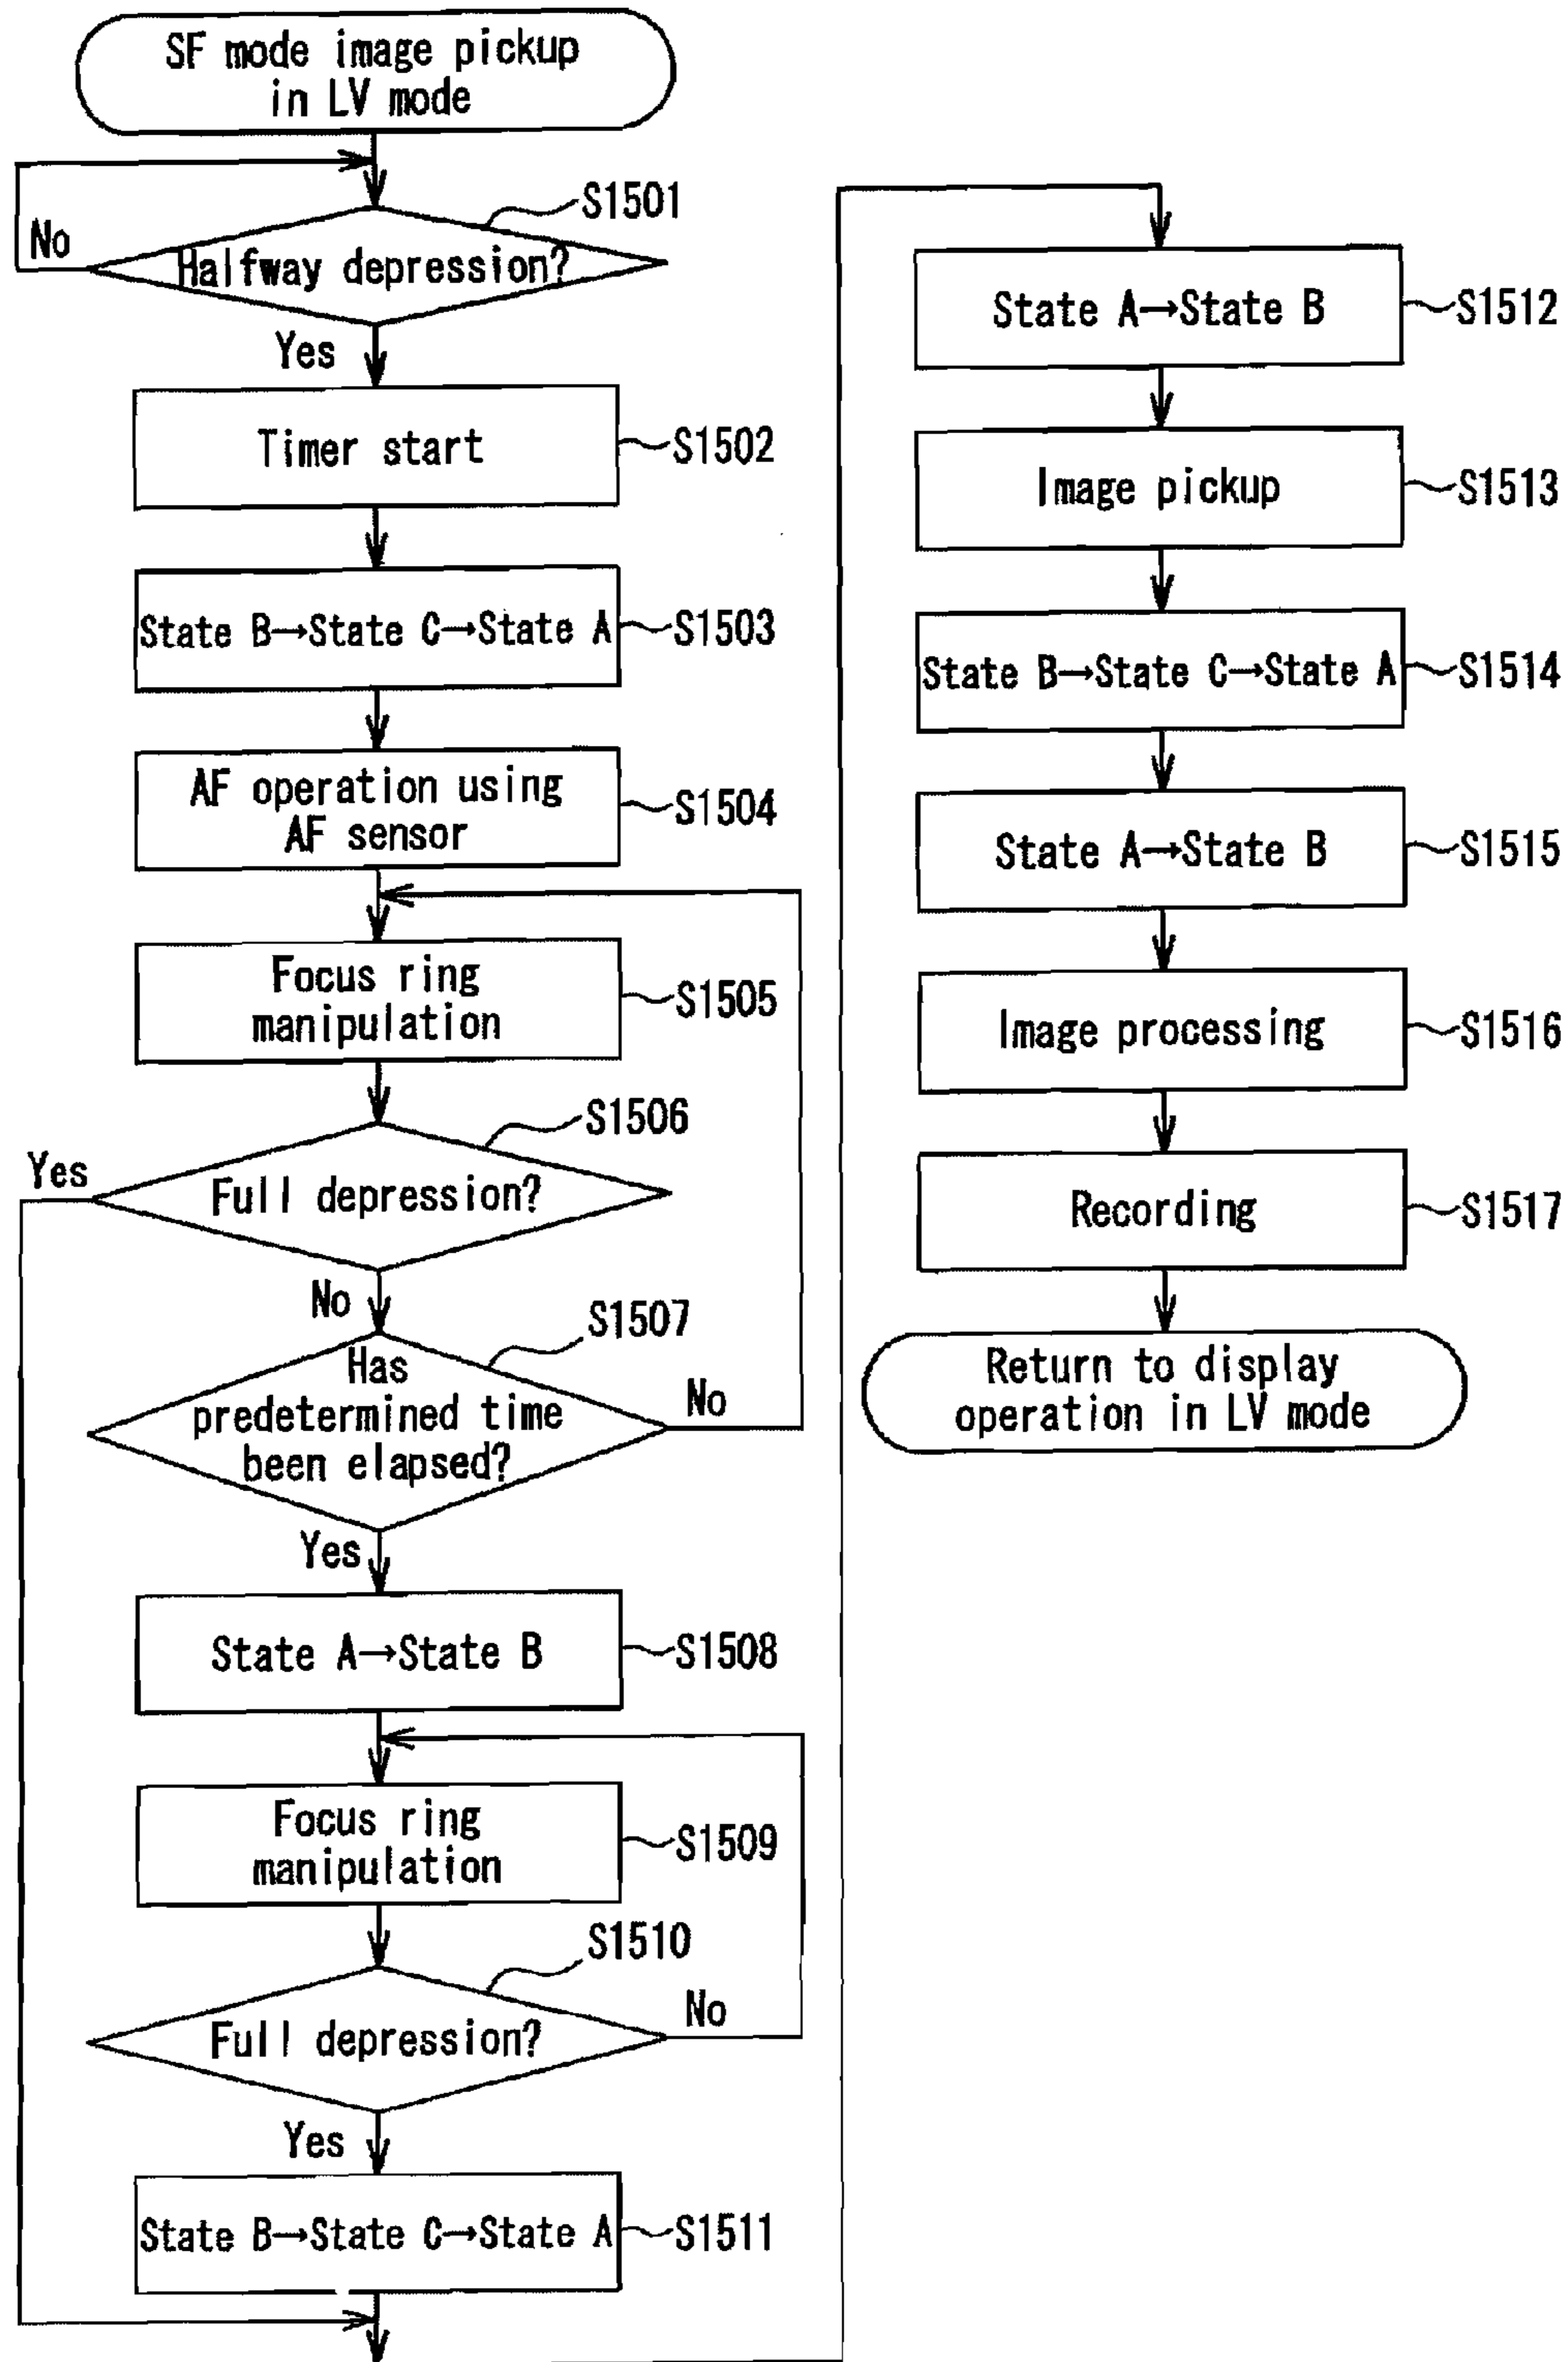 SF mode image pickup
in LV mode
S1501
No
Halfway depression?
Yes
Timer start
S1502
State B→State C→State A
S1503
AF operation using
AF sensor
S1504
Focus ring
manipulation
S1505
S1506
Yes
Full depression?
No
S1507
Has
predetermined time
been elapsed?
No
Yes
State A→State B
S1508
Focus ring
manipulation
S1509
S1510
Full depression?
No
Yes
State B→State C→State A
S1511
State A→State B
S1512
Image pickup
S1513
State B→State C→State A
S1514
State A→State B
S1515
Image processing
S1516
Recording
S1517
Return to display
operation in LV mode